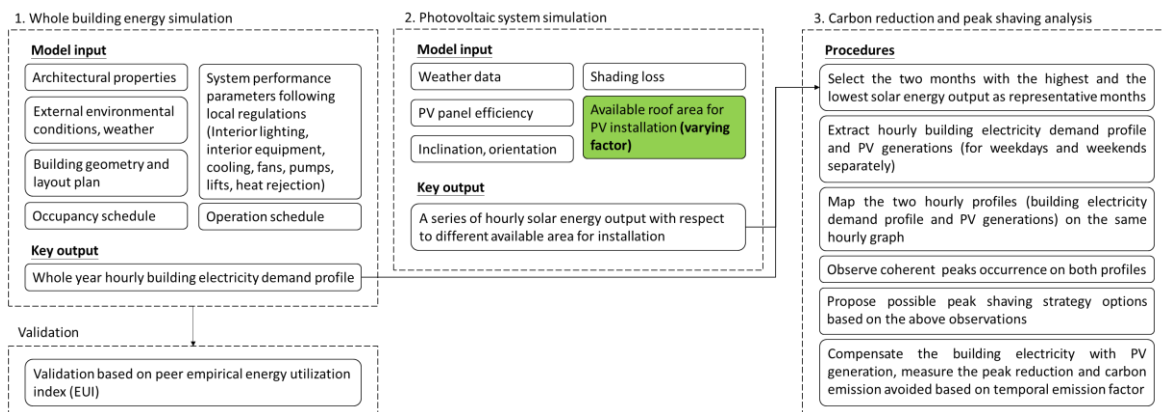 1. Whole building energy simulation
Model input
Architectural properties
External environmental
conditions, weather
Building geometry and
layout plan
Occupancy schedule
System performance
parameters following
local regulations
(Interior lighting,
interior equipment,
cooling, fans, pumps,
lifts, heat rejection)
Operation schedule
Key output
Whole year hourly building electricity demand profile
Validation
Validation based on peer empirical energy utilization
index (EUI)
2. Photovoltaic system simulation
Model input
Weather data
PV panel efficiency
Inclination, orientation
Shading loss
Available roof area for
PV installation (varying
factor)
Key output
A series of hourly solar energy output with respect
to different available area for installation
3. Carbon reduction and peak shaving analysis
Procedures
Select the two months with the highest and the
lowest solar energy output as representative months
Extract hourly building electricity demand profile
and PV generations (for weekdays and weekends
separately)
Map the two hourly profiles (building electricity
demand profile and PV generations) on the same
hourly graph
Observe coherent peaks occurrence on both profiles
Propose possible peak shaving strategy options
based on the above observations
Compensate the building electricity with PV
generation, measure the peak reduction and carbon
emission avoided based on temporal emission factor